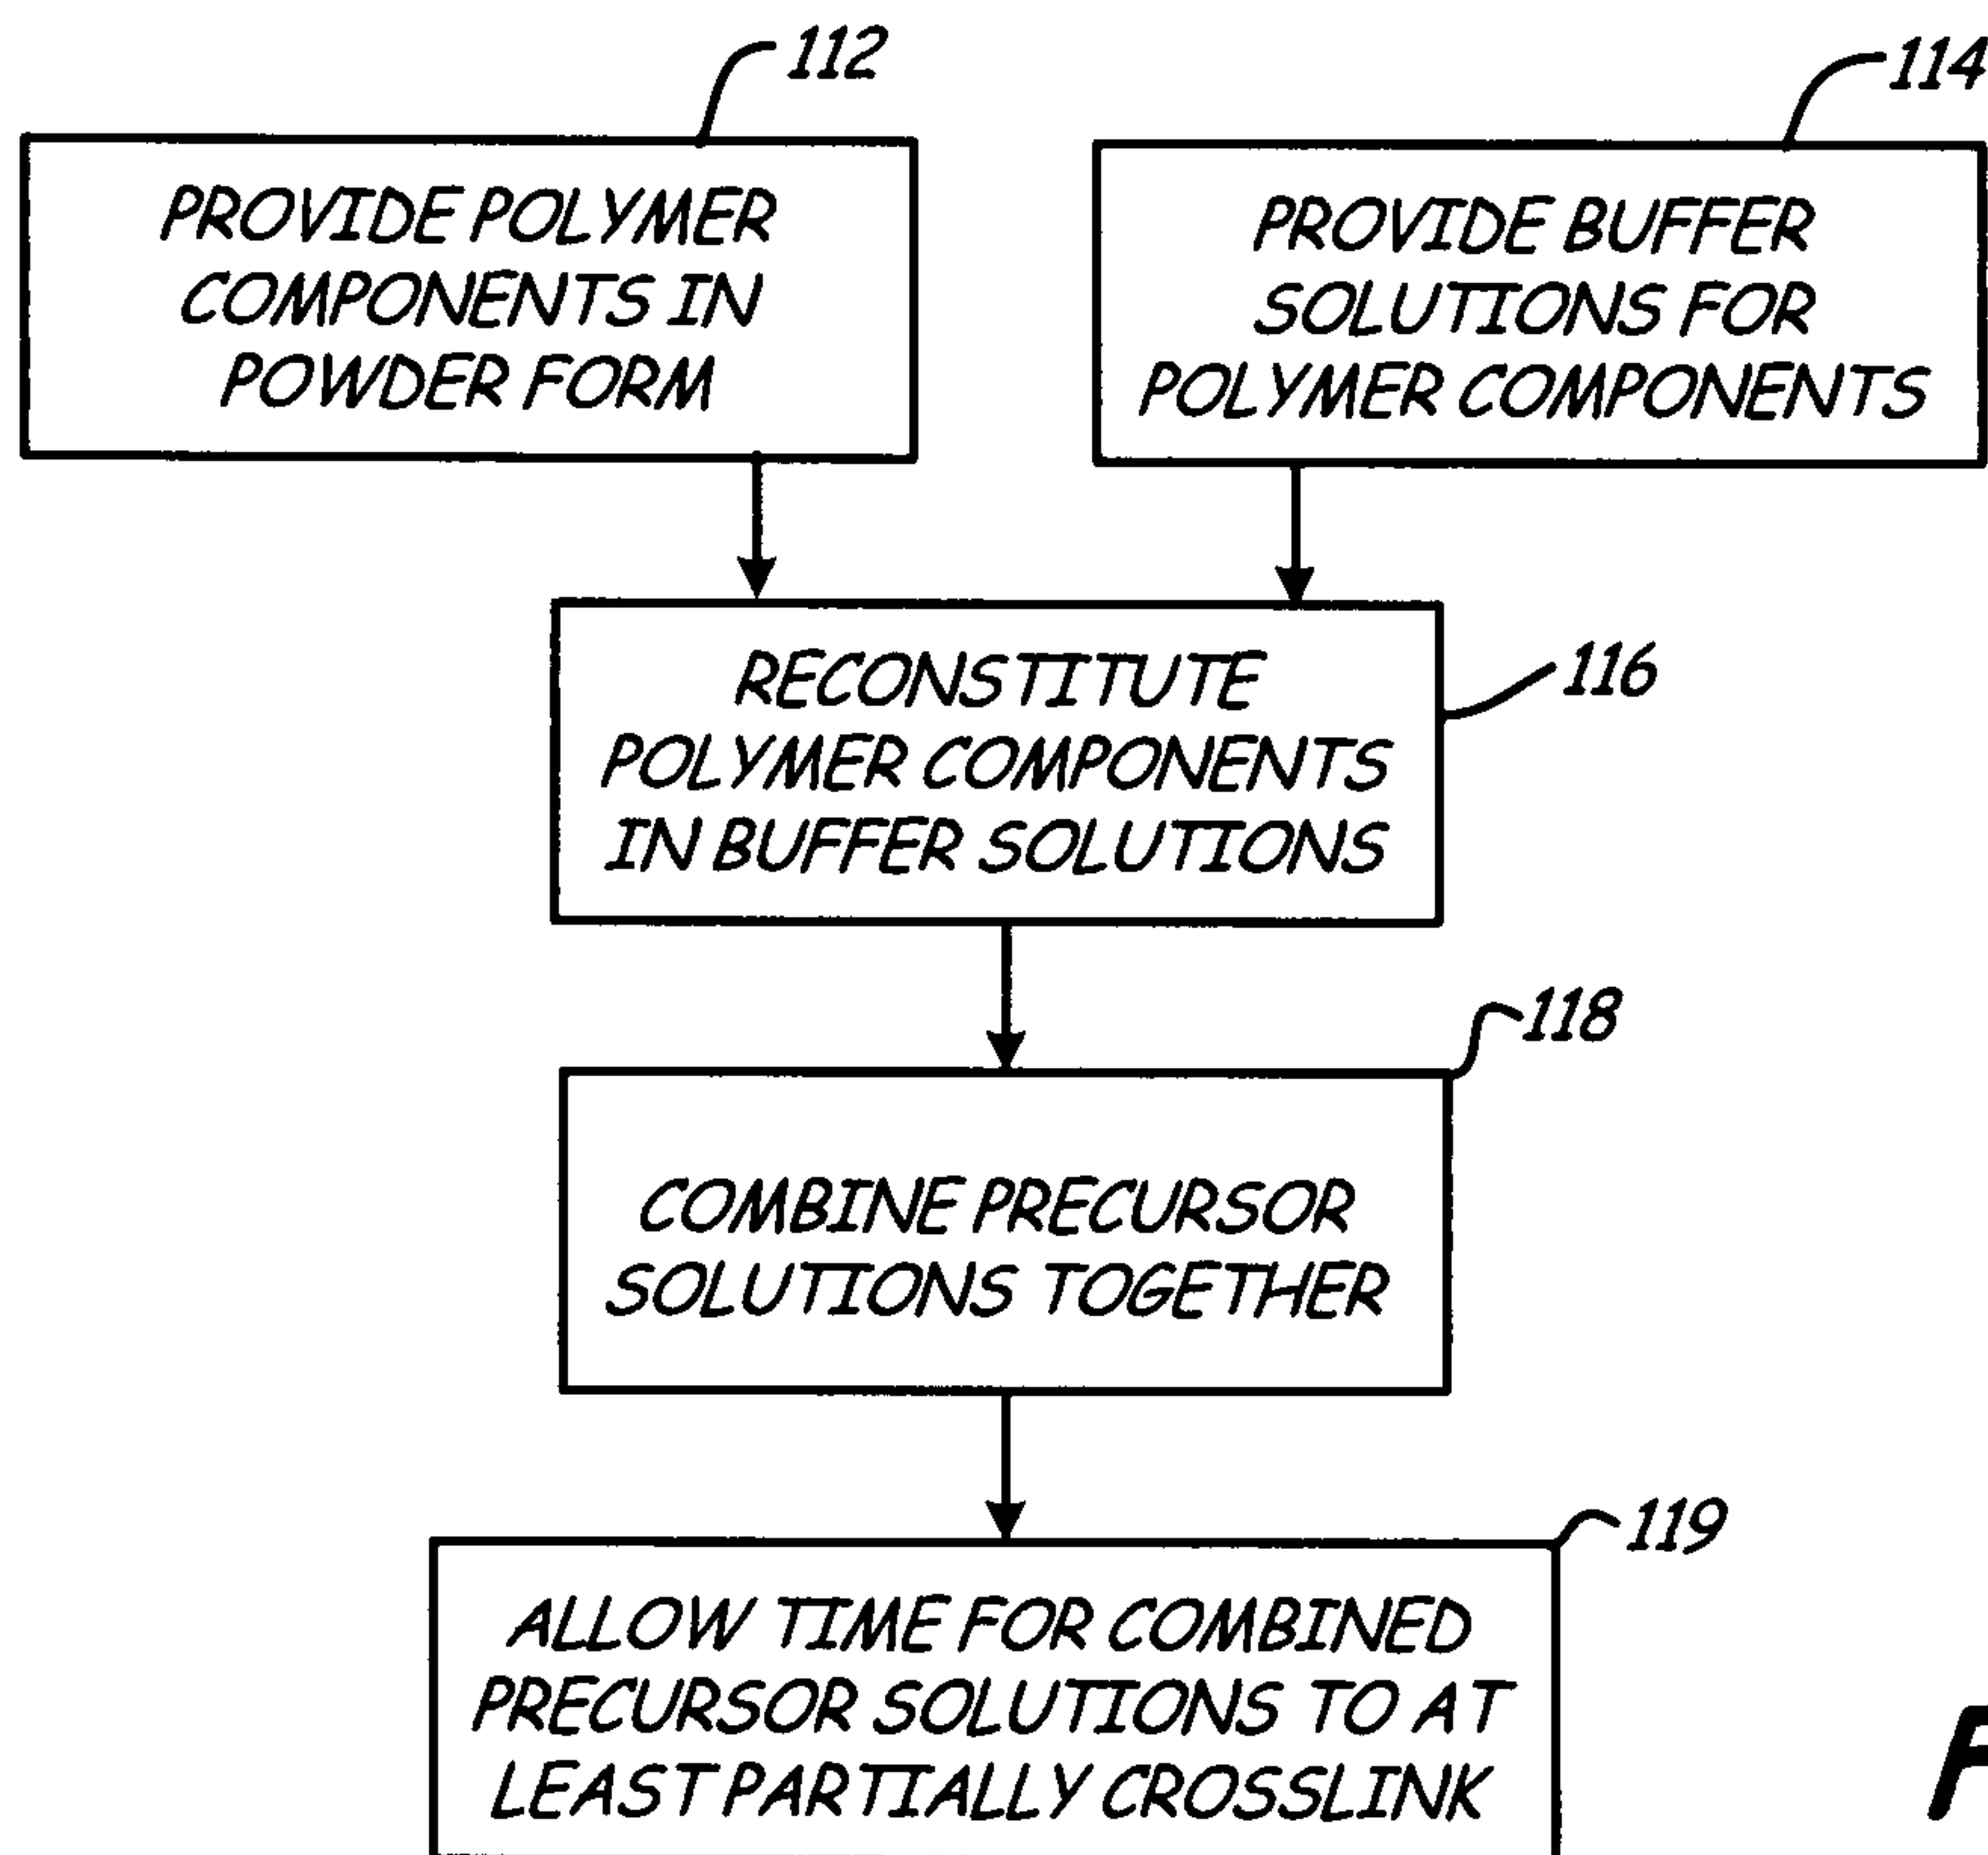 112
114
PROVIDE POLYMER
COMPONENTS IN
POWDER FORM
PROVIDE BUFFER
SOLUTIONS FOR
POLYMER COMPONENTS
116
RECONSTITUTE
POLYMER COMPONENTS
IN BUFFER SOLUTIONS
118
COMBINE PRECURSOR
SOLUTIONS TOGETHER
119
ALLOW TIME FOR COMBINED
PRECURSOR SOLUTIONS TO AT
LEAST PARTIALLY CROSSLINK